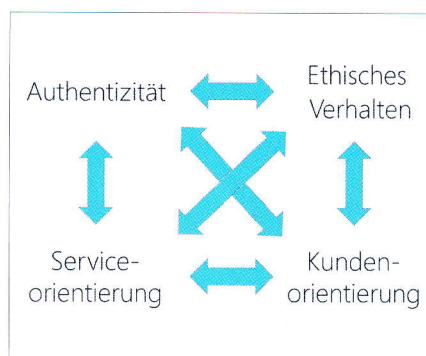 Authentizität
Ethisches
Verhalten
Service-
orientierung
Kunden-
orientierung